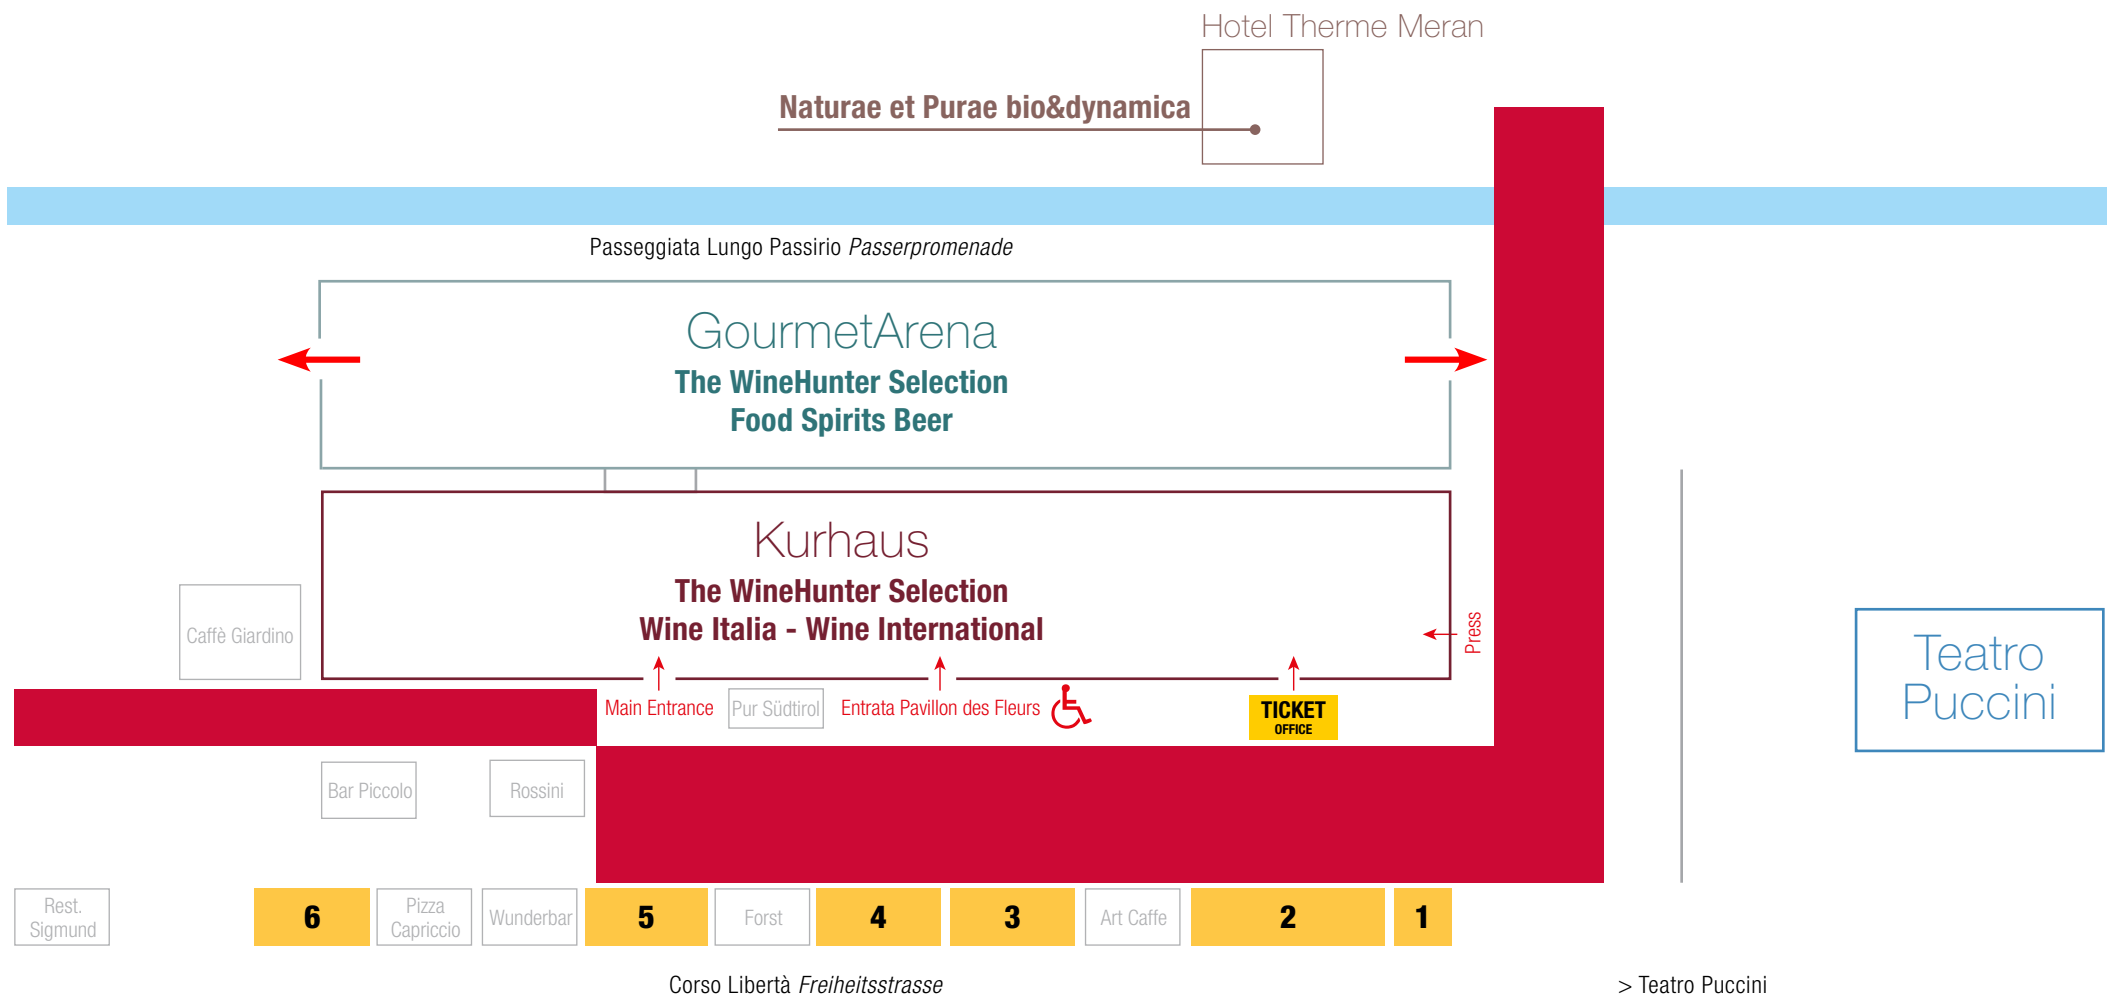 Hotel Therme Meran
Naturae et Purae bio&dynamica
Passeggiata Lungo Passirio Passerpromenade
GourmetArena
The WineHunter Selection
Food Spirits Beer
Kurhaus
The WineHunter Selection
Wine Italia - Wine International
Press
Caffè Giardino
Teatro
Puccini
Main Entrance
Pur Südtirol
Entrata Pavillon des Fleurs
TICKET
OFFICE
Bar Piccolo
Rossini
Rest.
Sigmund
6
Pizza
Capriccio
Wunderbar
5
Forst
4
3
Art Caffe
2
1
Corso Libertà Freiheitsstrasse
> Teatro Puccini